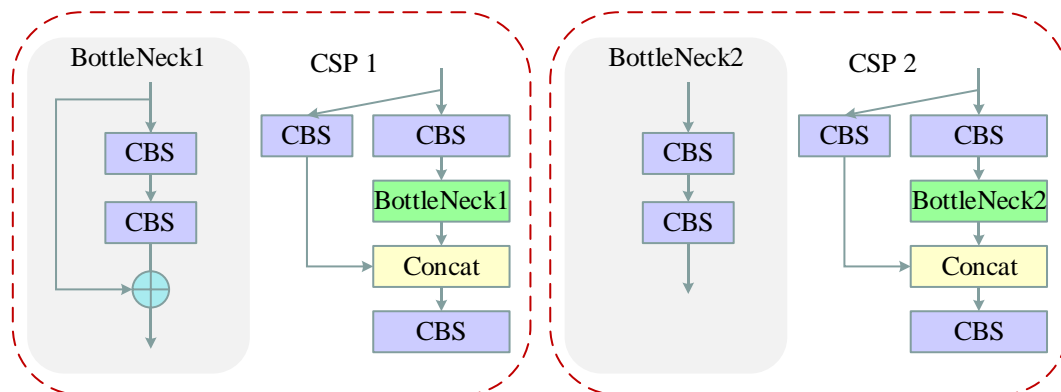 BottleNeck1
CBS
CBS
CSP 1
CBS
CBS
BottleNeck1
Concat
CBS
BottleNeck2
CBS
CBS
CSP 2
CBS
CBS
BottleNeck2
Concat
CBS